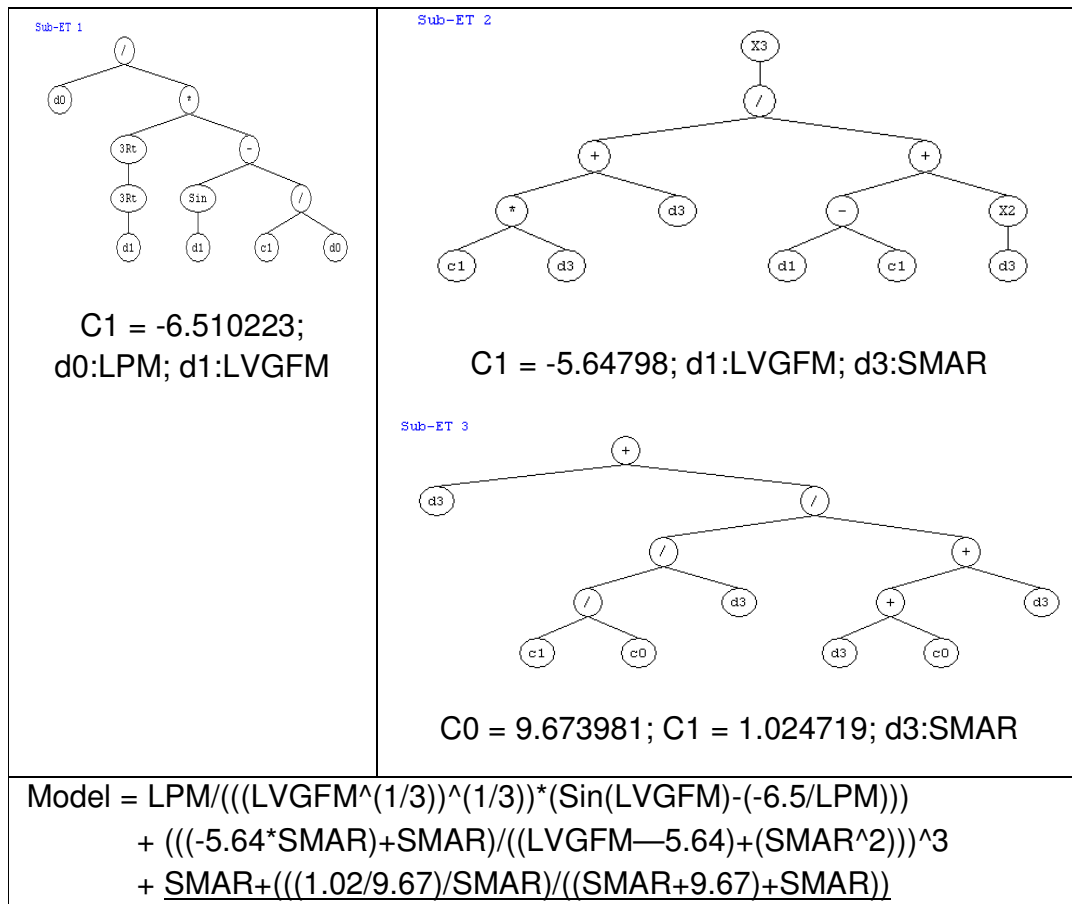 Sub-ET 1
/
d0
*
3Rt
-
3Rt
Sin
/
d1
d1
c1
d0
C1 = -6.510223;
d0:LPM; d1:LVGFM
Sub-ET 2
X3
/
+
+
*
d3
-
X2
c1
d3
d1
c1
d3
C1 = -5.64798; d1:LVGFM; d3:SMAR
Sub-ET 3
+
d3
/
/
+
/
d3
+
d3
c1
c0
d3
c0
C0 = 9.673981; C1 = 1.024719; d3:SMAR
Model = LPM/(((LVGFM^(1/3))^(1/3))*(Sin(LVGFM)-(-6.5/LPM)))
+ (((-5.64*SMAR)+SMAR)/((LVGFM—5.64)+(SMAR^2)))^3
+ SMAR+(((1.02/9.67)/SMAR)/((SMAR+9.67)+SMAR))